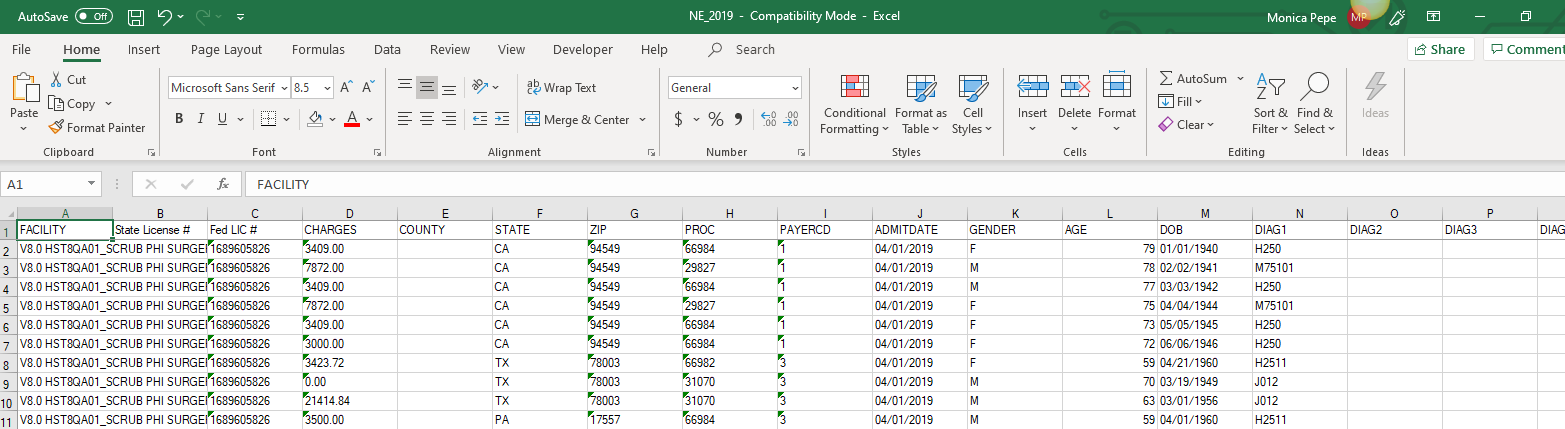 AutoSave Off NE_2019 - Compatibility Mode - Excel Monica Pepe MP
File Home Insert Page Layout Formulas Data Review View Developer Help Search Share Comment
Paste Cut Copy Format Painter Clipboard
Microsoft Sans Serif 8.5 A A B I U A Font
ab Wrap Text Merge & Center Alignment
General $ % 9 Number
Conditional Formatting Format as Table Cell Styles Styles
Insert Delete Format Cells
AutoSum Fill Clear Sort & Filter Find & Select Editing
Ideas Ideas
A1 fx FACILITY
A B C D E F G H I J K L M N O P
1 FACILITY State License # Fed LIC # CHARGES COUNTY STATE ZIP PROC PAYERCD ADMITDATE GENDER AGE DOB DIAG1 DIAG2 DIAG3 DIAG
2 V8.0 HST8QA01_SCRUB PHI SURGE 1689605826 3409.00 CA 94549 66984 1 04/01/2019 F 79 01/01/1940 H250
3 V8.0 HST8QA01_SCRUB PHI SURGE 1689605826 7872.00 CA 94549 29827 1 04/01/2019 M 78 02/02/1941 M75101
4 V8.0 HST8QA01_SCRUB PHI SURGE 1689605826 3409.00 CA 94549 66984 1 04/01/2019 M 77 03/03/1942 H250
5 V8.0 HST8QA01_SCRUB PHI SURGE 1689605826 7872.00 CA 94549 29827 1 04/01/2019 F 75 04/04/1944 M75101
6 V8.0 HST8QA01_SCRUB PHI SURGE 1689605826 3409.00 CA 94549 66984 1 04/01/2019 F 73 05/05/1945 H250
7 V8.0 HST8QA01_SCRUB PHI SURGE 1689605826 3000.00 CA 94549 66984 1 04/01/2019 F 72 06/06/1946 H250
8 V8.0 HST8QA01_SCRUB PHI SURGE 1689605826 3423.72 TX 78003 66982 3 04/01/2019 F 59 04/21/1960 H2511
9 V8.0 HST8QA01_SCRUB PHI SURGE 1689605826 0.00 TX 78003 31070 3 04/01/2019 M 70 03/19/1949 J012
10 V8.0 HST8QA01_SCRUB PHI SURGE 1689605826 21414.84 TX 78003 31070 3 04/01/2019 M 63 03/01/1956 J012
11 V8.0 HST8QA01_SCRUB PHI SURGE 1689605826 3500.00 PA 17557 66984 3 04/01/2019 M 59 04/01/1960 H2511